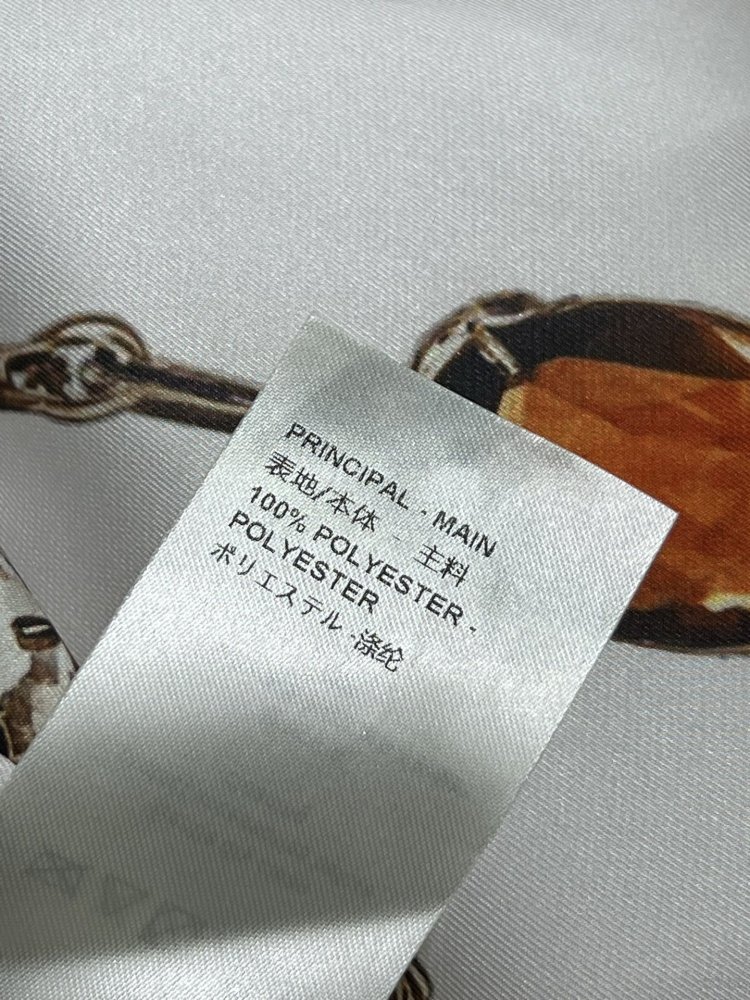 PRINCIPAL - MAIN
表地/本体 - 主料
100% POLYESTER -
POLYESTER
ポリエステル -涤纶